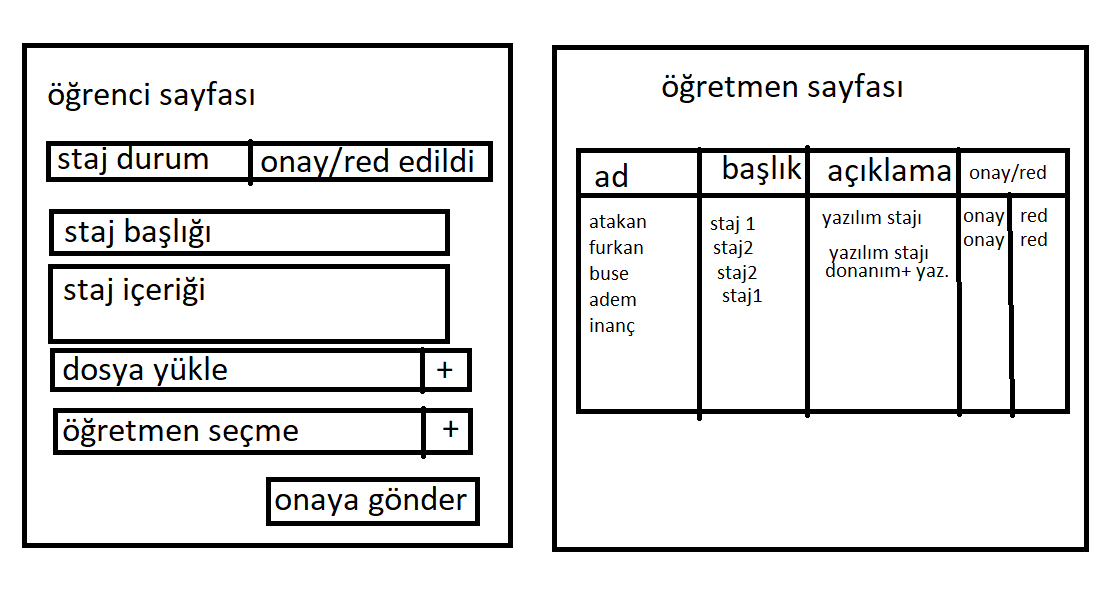 öğrenci sayfası
staj durum onay/red edildi
staj başlığı
staj içeriği
dosya yükle +
öğretmen seçme +
onaya gönder
öğretmen sayfası
ad başlık açıklama onay/red
atakan staj 1 yazılım stajı onay red
furkan staj2 yazılım stajı onay red
buse staj2 donanım+ yaz.
adem staj1
inanç